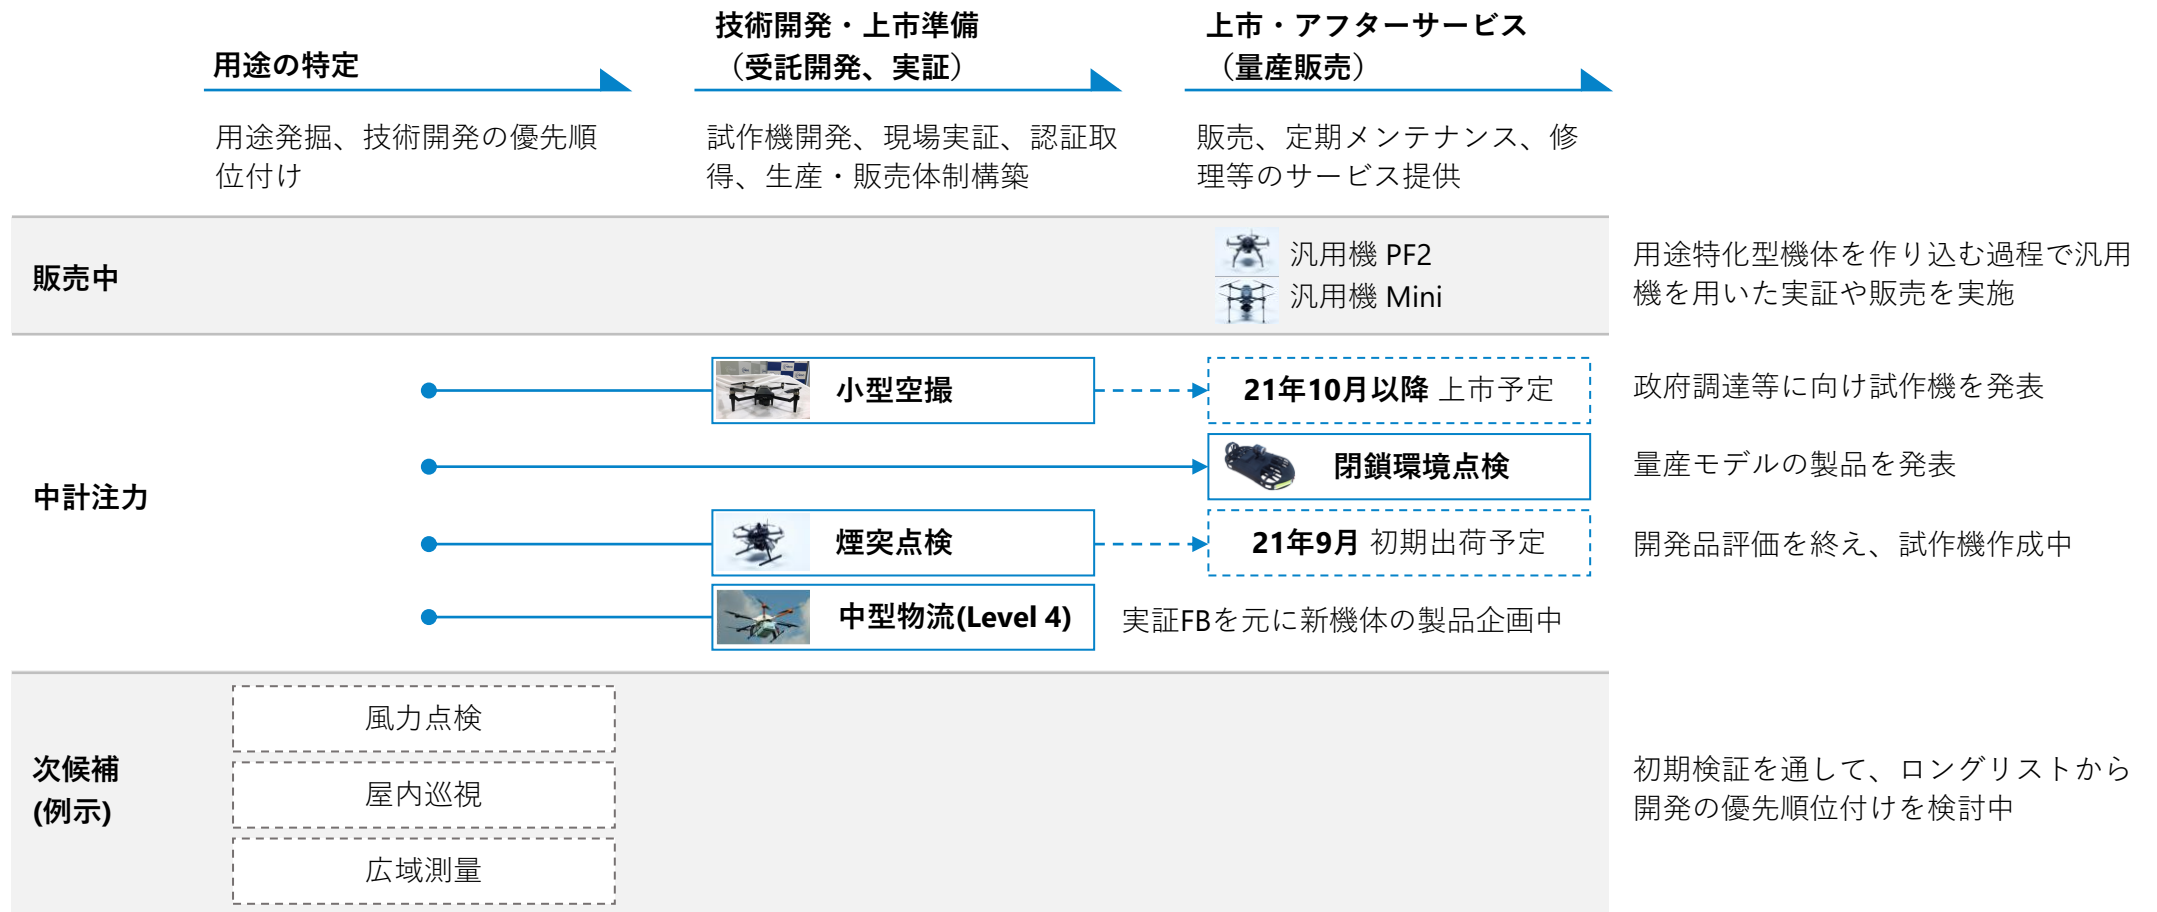 用途の特定
技術開発・上市準備
（受託開発、実証）
上市・アフターサービス
（量産販売）
用途発掘、技術開発の優先順
位付け
試作機開発、現場実証、認証取
得、生産・販売体制構築
販売、定期メンテナンス、修
理等のサービス提供
販売中
汎用機 PF2
汎用機 Mini
用途特化型機体を作り込む過程で汎用
機を用いた実証や販売を実施
中計注力
小型空撮
21年10月以降 上市予定
政府調達等に向け試作機を発表
閉鎖環境点検
量産モデルの製品を発表
煙突点検
21年9月 初期出荷予定
開発品評価を終え、試作機作成中
中型物流(Level 4)
実証FBを元に新機体の製品企画中
次候補
(例示)
風力点検
屋内巡視
広域測量
初期検証を通して、ロングリストから
開発の優先順位付けを検討中